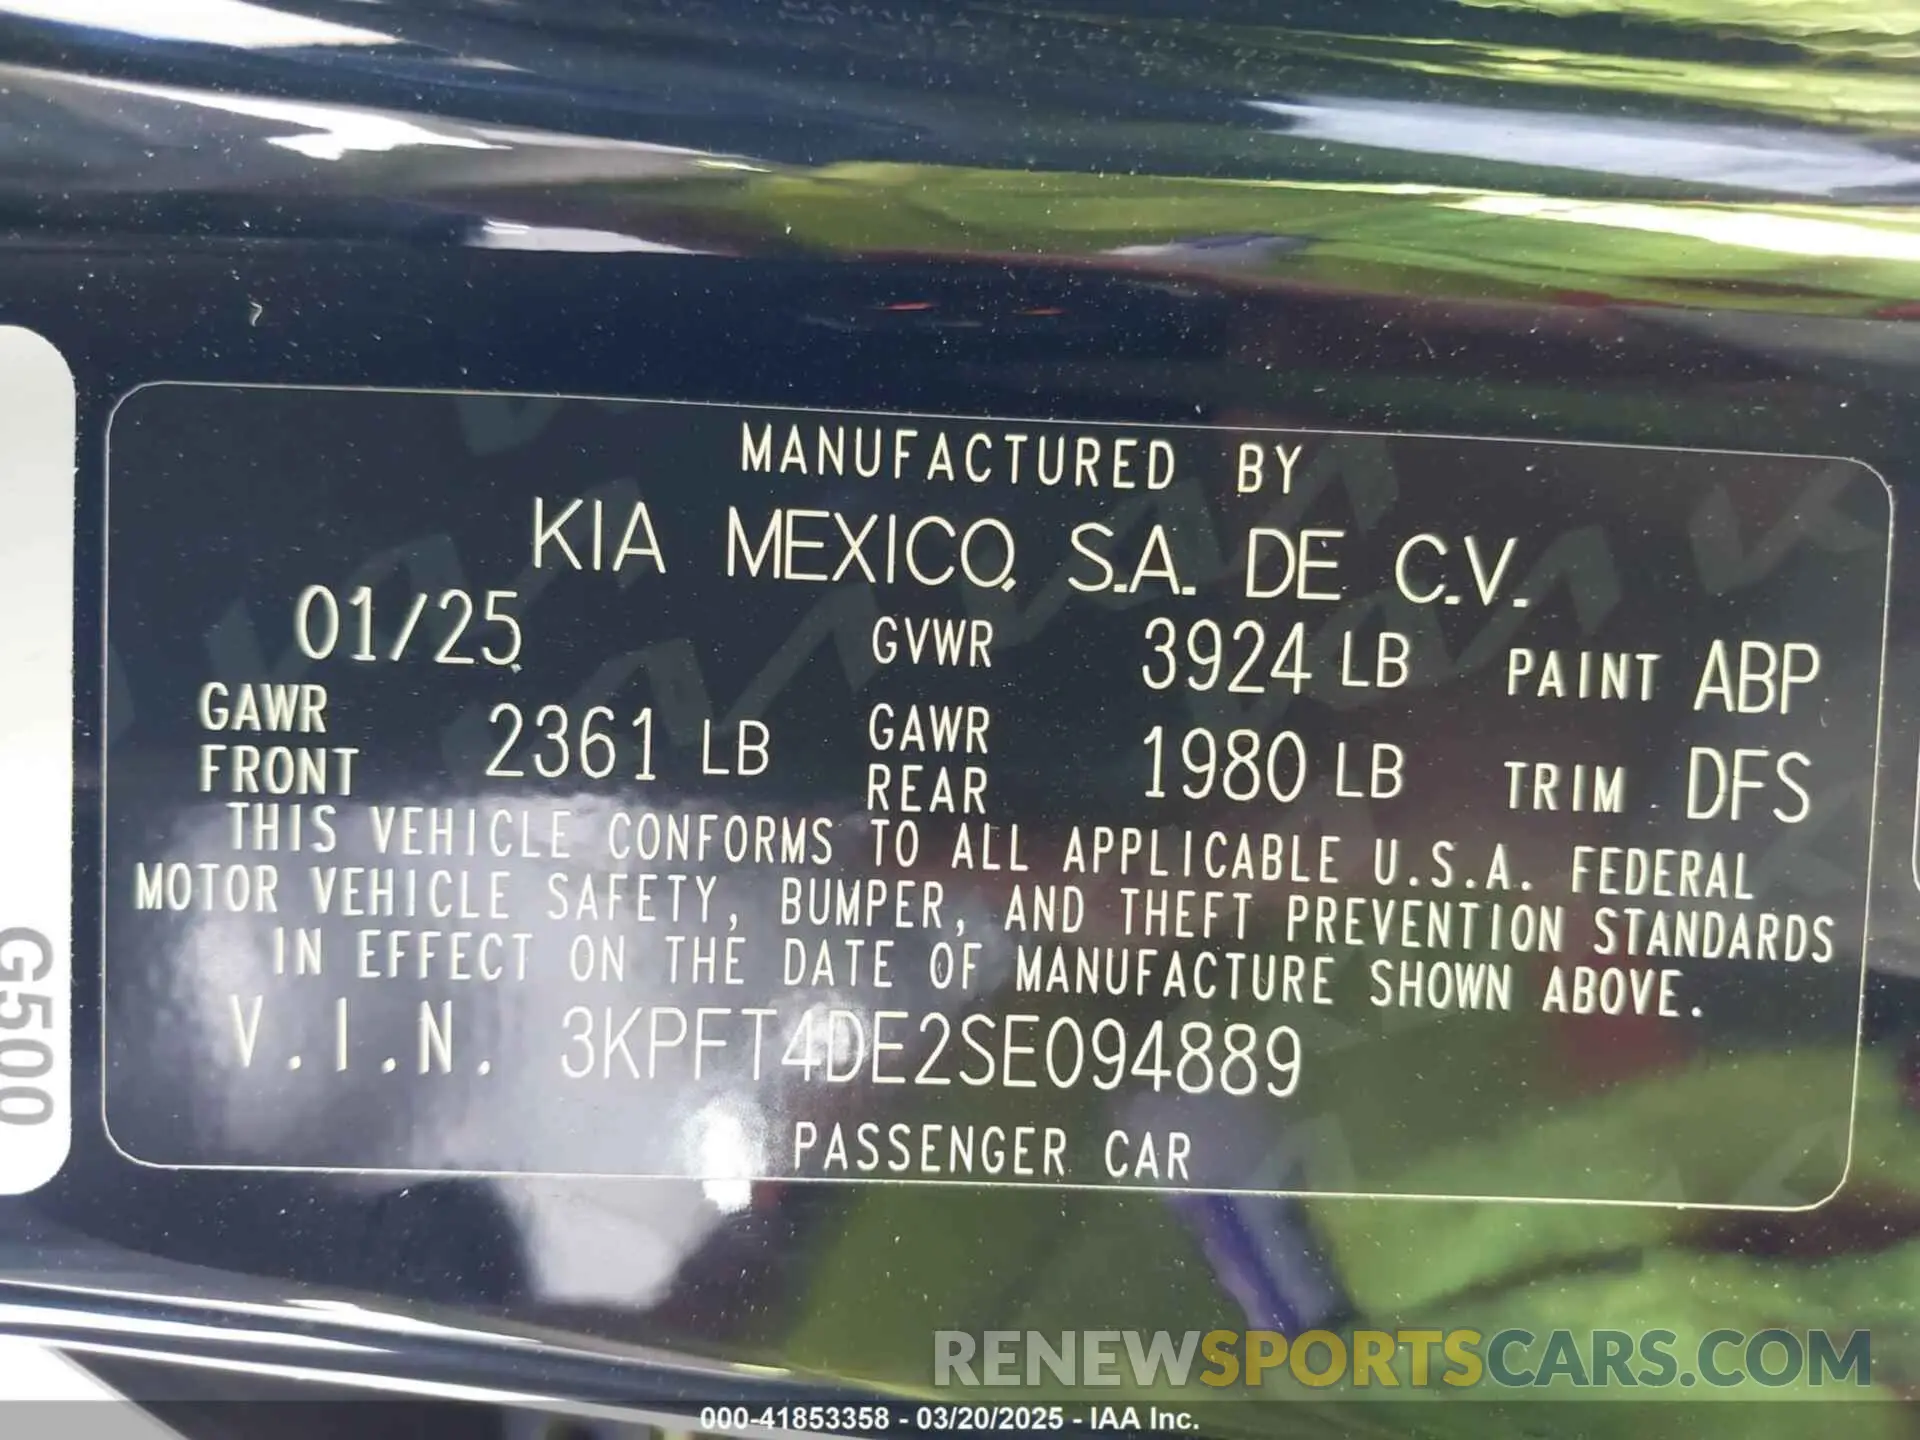 MANUFACTURED BY
KIA MEXICO, S.A. DE C.V.
01/25 GVWR 3924 LB PAINT ABP
GAWR FRONT 2361 LB GAWR REAR 1980 LB TRIM DFS
THIS VEHICLE CONFORMS TO ALL APPLICABLE U.S.A. FEDERAL
MOTOR VEHICLE SAFETY, BUMPER, AND THEFT PREVENTION STANDARDS
IN EFFECT ON THE DATE OF MANUFACTURE SHOWN ABOVE.
V.I.N. 3KPFT4DE2SE094889
PASSENGER CAR
G500
RENEWSPORTSCARS.COM
000-41853358 - 03/20/2025 - IAA Inc.